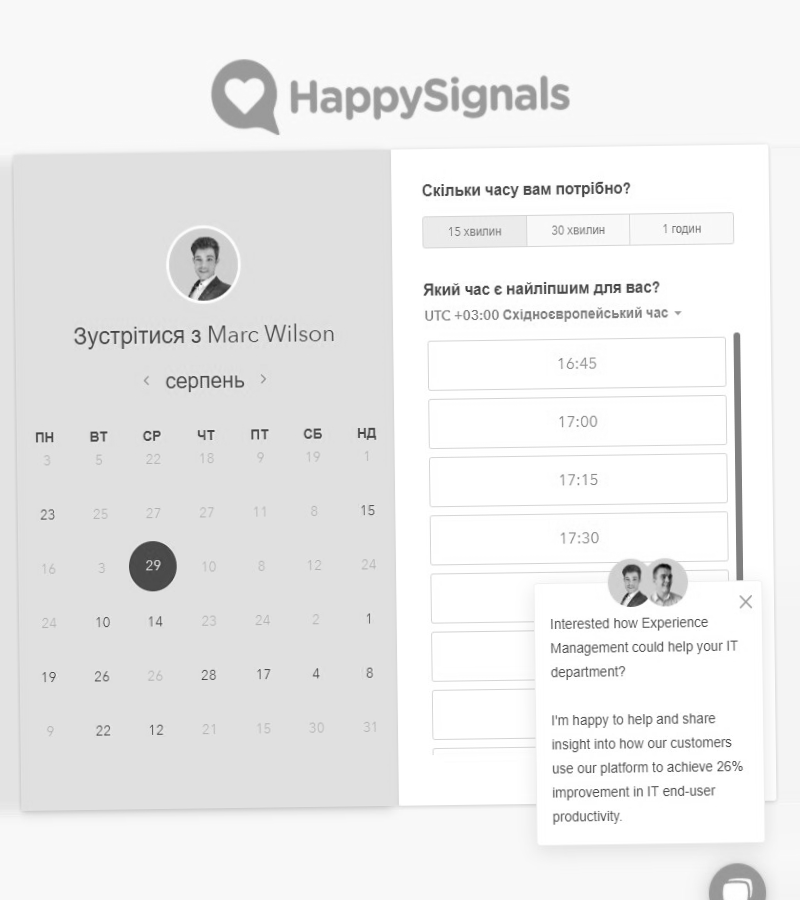 HappySignals
Зустрітися з Marc Wilson
серпень
ПН ВТ СР ЧТ ПТ СБ НД
3 5 22 18 9 19 1
23 25 27 27 11 8 15
16 3 29 10 8 12 24
24 10 14 23 24 2 1
19 26 26 28 17 4 8
9 22 12 21 15 30 31
Скільки часу вам потрібно?
15 хвилин 30 хвилин 1 годин
Який час є найліпшим для вас?
UTC +03:00 Східноєвропейський час
16:45
17:00
17:15
17:30
Interested how Experience
Management could help your IT
department?
I'm happy to help and share
insight into how our customers
use our platform to achieve 26%
improvement in IT end-user
productivity.